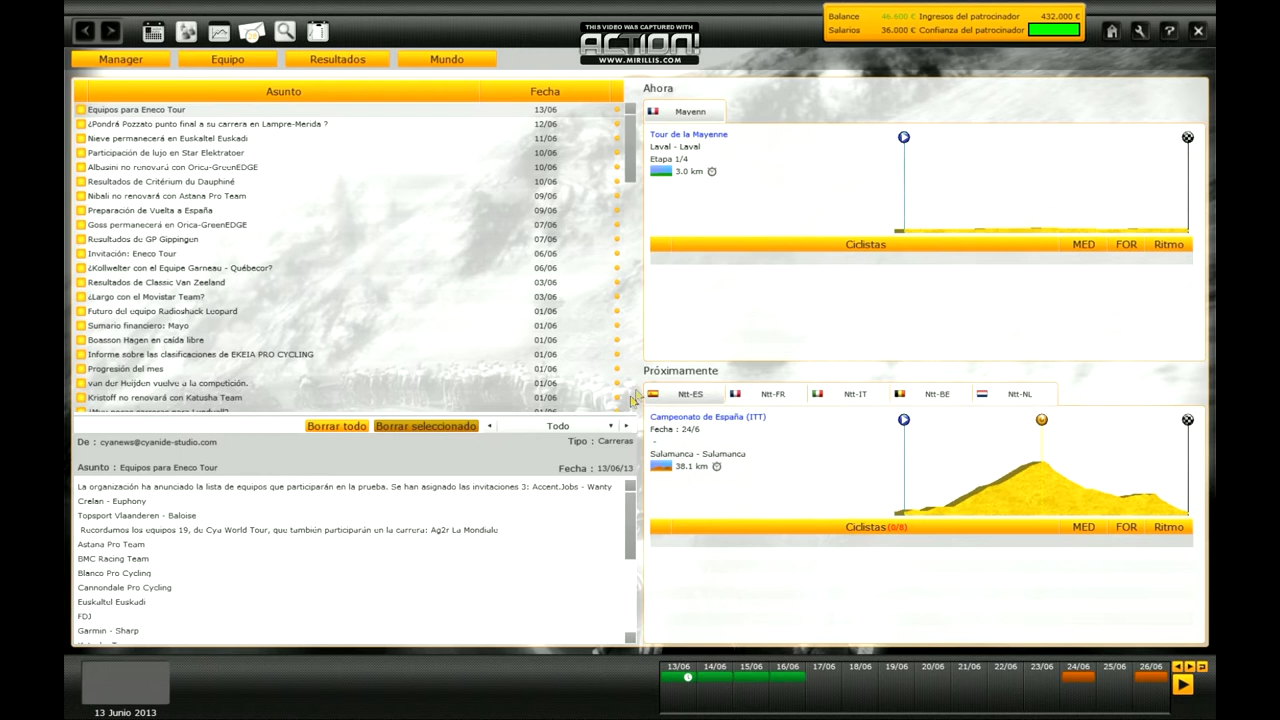 THIS VIDEO WAS CAPTURED WITH
ACTION!
WWW.MIRILLIS.COM
Balance 46.600 € Ingresos del patrocinador 432.000 €
Salarios 36.000 € Confianza del patrocinador
Manager Equipo Resultados Mundo
Asunto Fecha
Equipos para Eneco Tour 13/06
¿Pondrá Pozzato punto final a su carrera en Lampre-Merida ? 12/06
Nieve permanecerá en Euskaltel Euskadi 11/06
Participación de lujo en Star Elektratoer 10/06
Albasini no renovará con Orica-GreenEDGE 10/06
Resultados de Critérium du Dauphiné 10/06
Nibali no renovará con Astana Pro Team 09/06
Preparación de Vuelta a España 09/06
Goss permanecerá en Orica-GreenEDGE 07/06
Resultados de GP Gippingen 07/06
Invitación: Eneco Tour 06/06
¿Kollwelter con el Equipe Garneau - Québecor? 06/06
Resultados de Classic Van Zeeland 03/06
¿Largo con el Movistar Team? 03/06
Futuro del equipo Radioshack Leopard 01/06
Sumario financiero: Mayo 01/06
Boasson Hagen en caída libre 01/06
Informe sobre las clasificaciones de EKEIA PRO CYCLING 01/06
Progresión del mes 01/06
van der Heijden vuelve a la competición. 01/06
Kristoff no renovará con Katusha Team 01/06
Borrar todo Borrar seleccionado Todo
De : cyanews@cyanide-studio.com Tipo : Carreras
Asunto : Equipos para Eneco Tour Fecha : 13/06/13
La organización ha anunciado la lista de equipos que participarán en la prueba. Se han asignado las invitaciones 3: Accent.Jobs - Wanty
Crelan - Euphony
Topsport Vlaanderen - Baloise
Recordamos los equipos 19, de Cya World Tour, que también participarán en la carrera: Ag2r La Mondiale
Astana Pro Team
BMC Racing Team
Blanco Pro Cycling
Cannondale Pro Cycling
Euskaltel Euskadi
FDJ
Garmin - Sharp
Ahora
Mayenn
Tour de la Mayenne
Laval - Laval
Etapa 1/4
3.0 km
Ciclistas MED FOR Ritmo
Próximamente
Ntt-ES Ntt-FR Ntt-IT Ntt-BE Ntt-NL
Campeonato de España (ITT)
Fecha : 24/6
-
Salamanca - Salamanca
38.1 km
Ciclistas (0/8) MED FOR Ritmo
13/06 14/06 15/06 16/06 17/06 18/06 19/06 20/06 21/06 22/06 23/06 24/06 25/06 26/06
13 Junio 2013